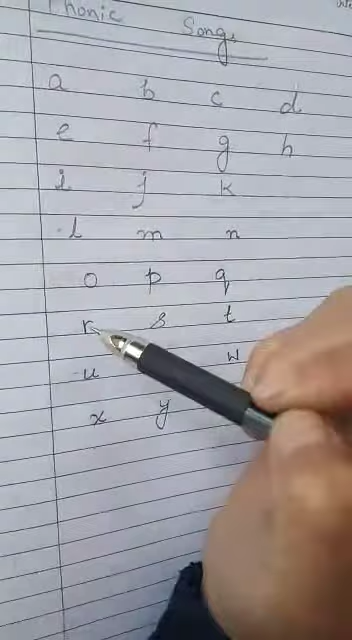 Phonic Song
a b c d
e f g h
i j k
l m n
o p q
r s t
u w
x y